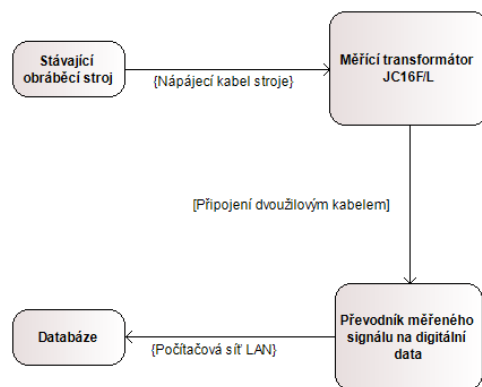 Stávající
obráběcí stroj
{Nápájecí kabel stroje}
Měřící transformátor
JC16F/L
[Připojení dvoužilovým kabelem]
Převodník měřeného
signálu na digitální
data
{Počítačová síť LAN}
Databáze